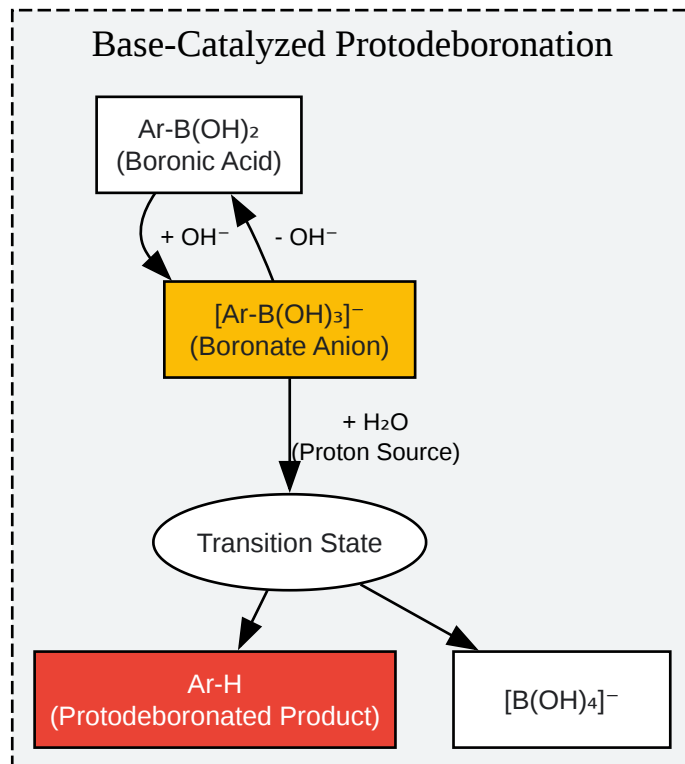 Base-Catalyzed Protodeboronation
Ar-B(OH)₂
(Boronic Acid)
+ OH⁻
- OH⁻
[Ar-B(OH)₃]⁻
(Boronate Anion)
+ H₂O
(Proton Source)
Transition State
Ar-H
(Protodeboronated Product)
[B(OH)₄]⁻